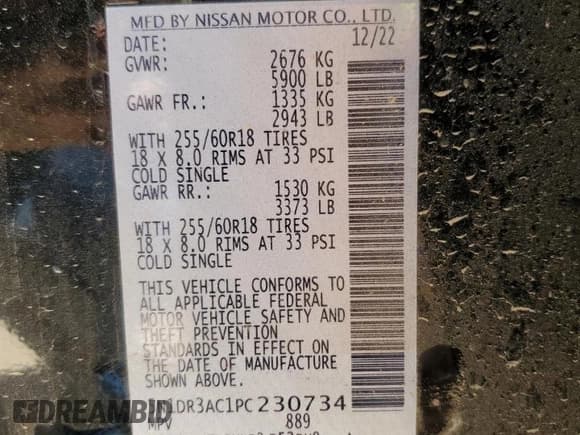 MFD BY NISSAN MOTOR CO., LTD.
DATE: 12/22
GVWR: 2676 KG
5900 LB
GAWR FR.: 1335 KG
2943 LB
WITH 255/60R18 TIRES
18 X 8.0 RIMS AT 33 PSI
COLD SINGLE
GAWR RR.: 1530 KG
3373 LB
WITH 255/60R18 TIRES
18 X 8.0 RIMS AT 33 PSI
COLD SINGLE
THIS VEHICLE CONFORMS TO
ALL APPLICABLE FEDERAL
MOTOR VEHICLE SAFETY AND
THEFT PREVENTION
STANDARDS IN EFFECT ON
THE DATE OF MANUFACTURE
SHOWN ABOVE.
1DR3AC1PC230734
MPV 889
DREAMBID